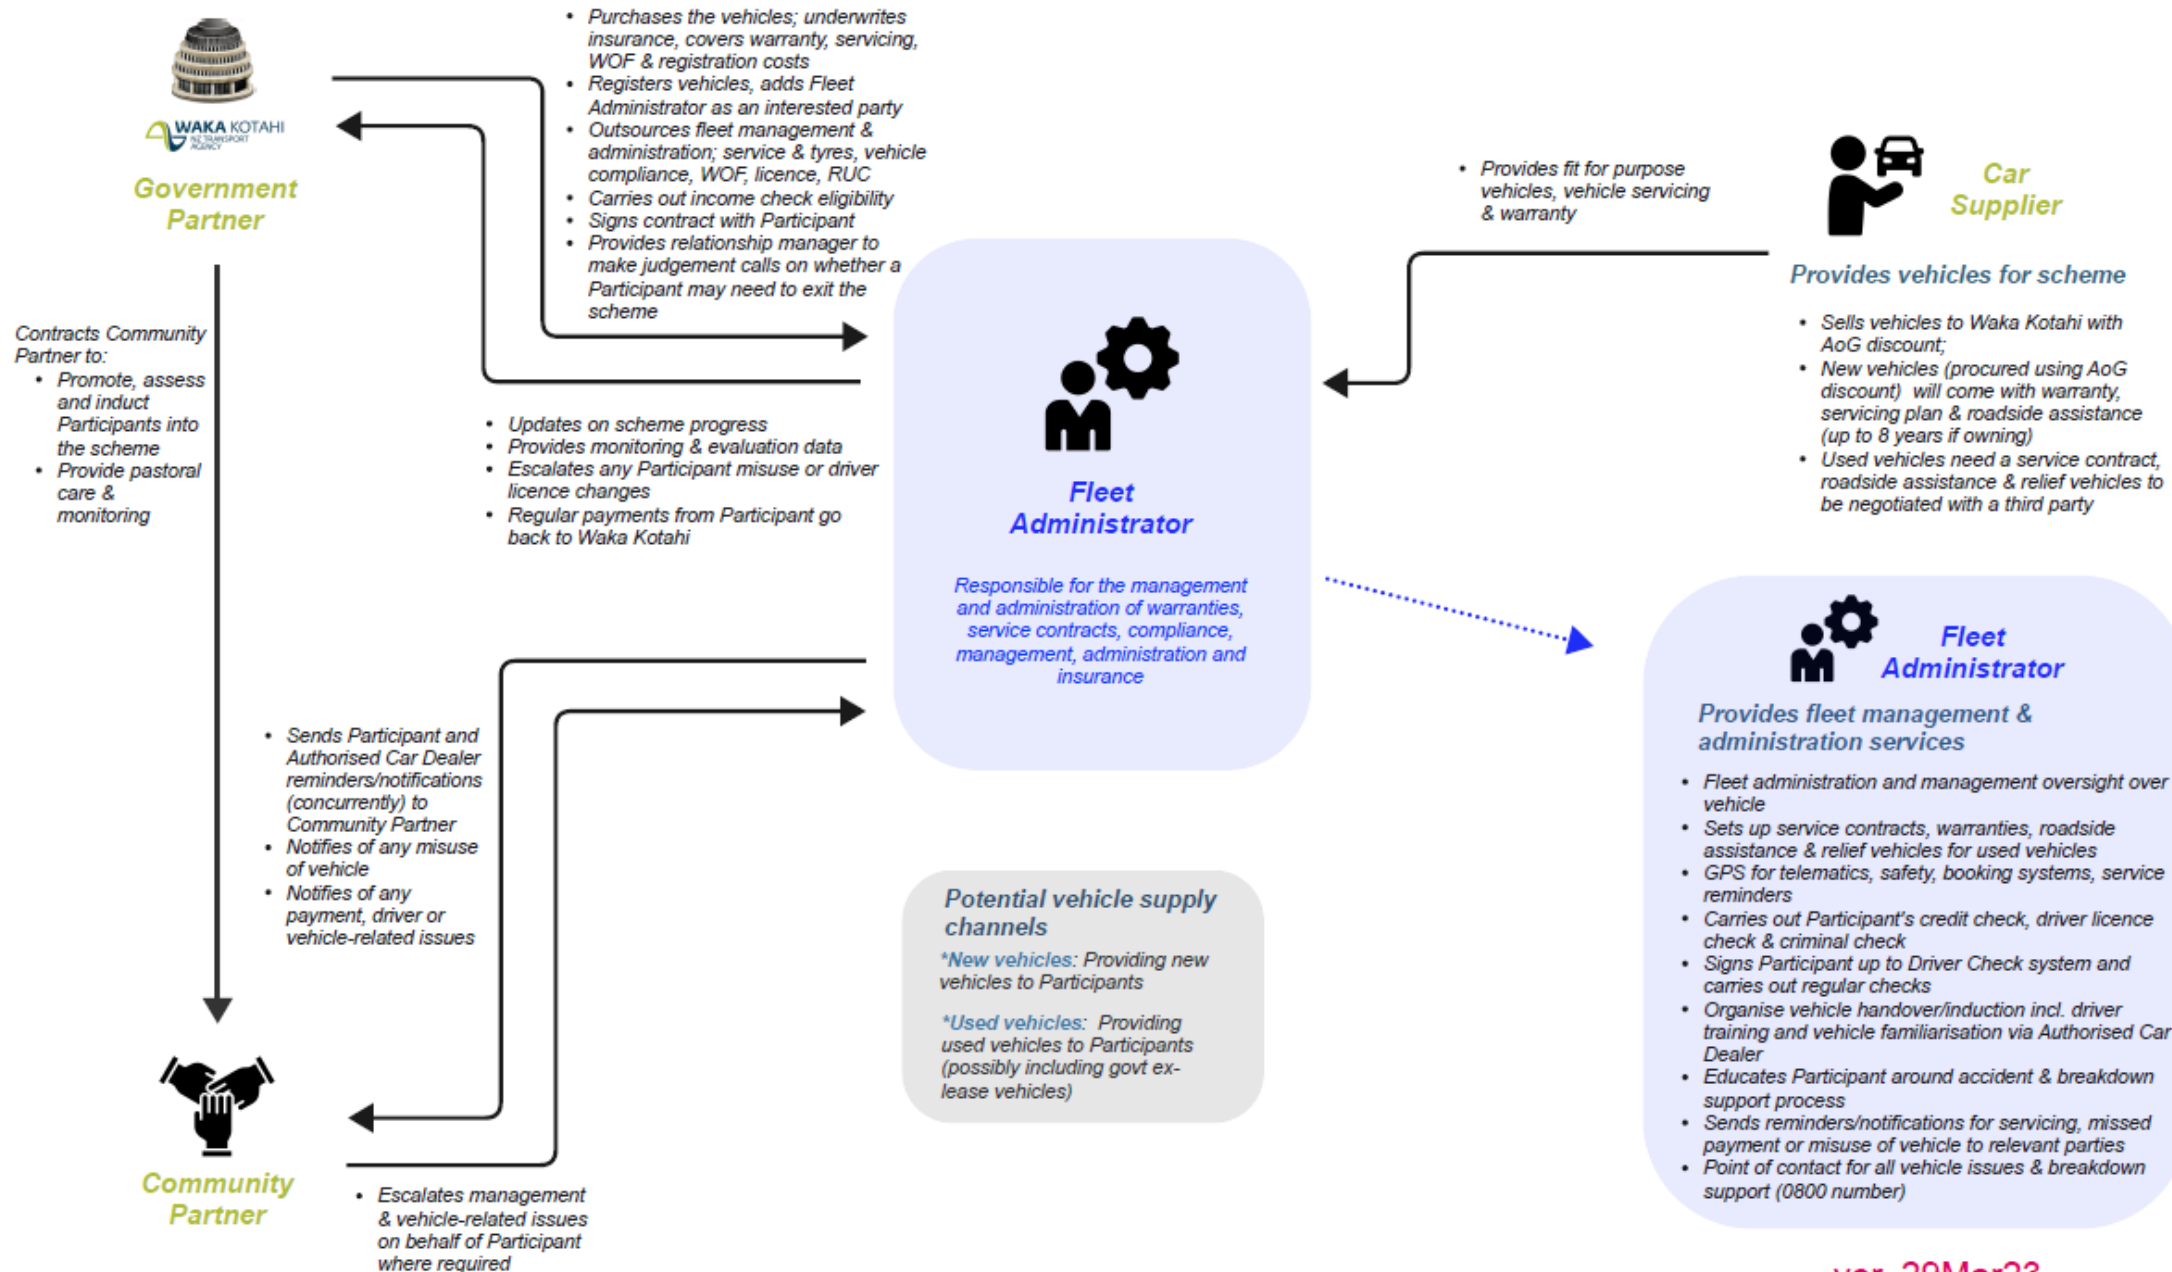 • Purchases the vehicles; underwrites
insurance, covers warranty, servicing,
WOF & registration costs
• Registers vehicles, adds Fleet
Administrator as an interested party
• Outsources fleet management &
administration; service & tyres, vehicle
compliance, WOF, licence, RUC
• Carries out income check eligibility
• Signs contract with Participant
• Provides relationship manager to
make judgement calls on whether a
Participant may need to exit the
scheme
WAKA KOTAHI
NZ TRANSPORT
AGENCY
Government
Partner
Contracts Community
Partner to:
• Promote, assess
and induct
Participants into
the scheme
• Provide pastoral
care &
monitoring
• Updates on scheme progress
• Provides monitoring & evaluation data
• Escalates any Participant misuse or driver
licence changes
• Regular payments from Participant go
back to Waka Kotahi
• Provides fit for purpose
vehicles, vehicle servicing
& warranty
Car
Supplier
Provides vehicles for scheme
• Sells vehicles to Waka Kotahi with
AoG discount;
• New vehicles (procured using AoG
discount) will come with warranty,
servicing plan & roadside assistance
(up to 8 years if owning)
• Used vehicles need a service contract,
roadside assistance & relief vehicles to
be negotiated with a third party
Fleet
Administrator
Responsible for the management
and administration of warranties,
service contracts, compliance,
management, administration and
insurance
• Sends Participant and
Authorised Car Dealer
reminders/notifications
(concurrently) to
Community Partner
• Notifies of any misuse
of vehicle
• Notifies of any
payment, driver or
vehicle-related issues
Potential vehicle supply
channels
*New vehicles: Providing new
vehicles to Participants
*Used vehicles: Providing
used vehicles to Participants
(possibly including govt ex-
lease vehicles)
Fleet
Administrator
Provides fleet management &
administration services
• Fleet administration and management oversight over
vehicle
• Sets up service contracts, warranties, roadside
assistance & relief vehicles for used vehicles
• GPS for telematics, safety, booking systems, service
reminders
• Carries out Participant's credit check, driver licence
check & criminal check
• Signs Participant up to Driver Check system and
carries out regular checks
• Organise vehicle handover/induction incl. driver
training and vehicle familiarisation via Authorised Car
Dealer
• Educates Participant around accident & breakdown
support process
• Sends reminders/notifications for servicing, missed
payment or misuse of vehicle to relevant parties
• Point of contact for all vehicle issues & breakdown
support (0800 number)
Community
Partner
• Escalates management
& vehicle-related issues
on behalf of Participant
where required
ver. 29Mar23